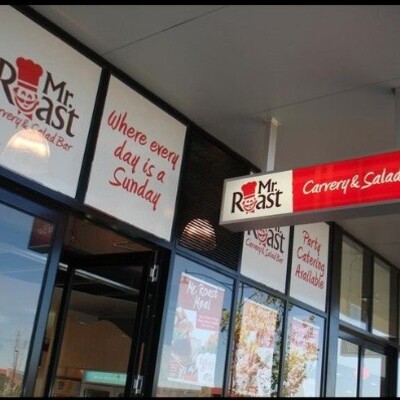 Mr.
Roast
Carvery & Salad Bar
Where every
day is a
Sunday
Mr.
Roast
Carvery & Salad
Mr.
Roast
Carvery & Salad Bar
Party
Catering
Available
Mr Roast